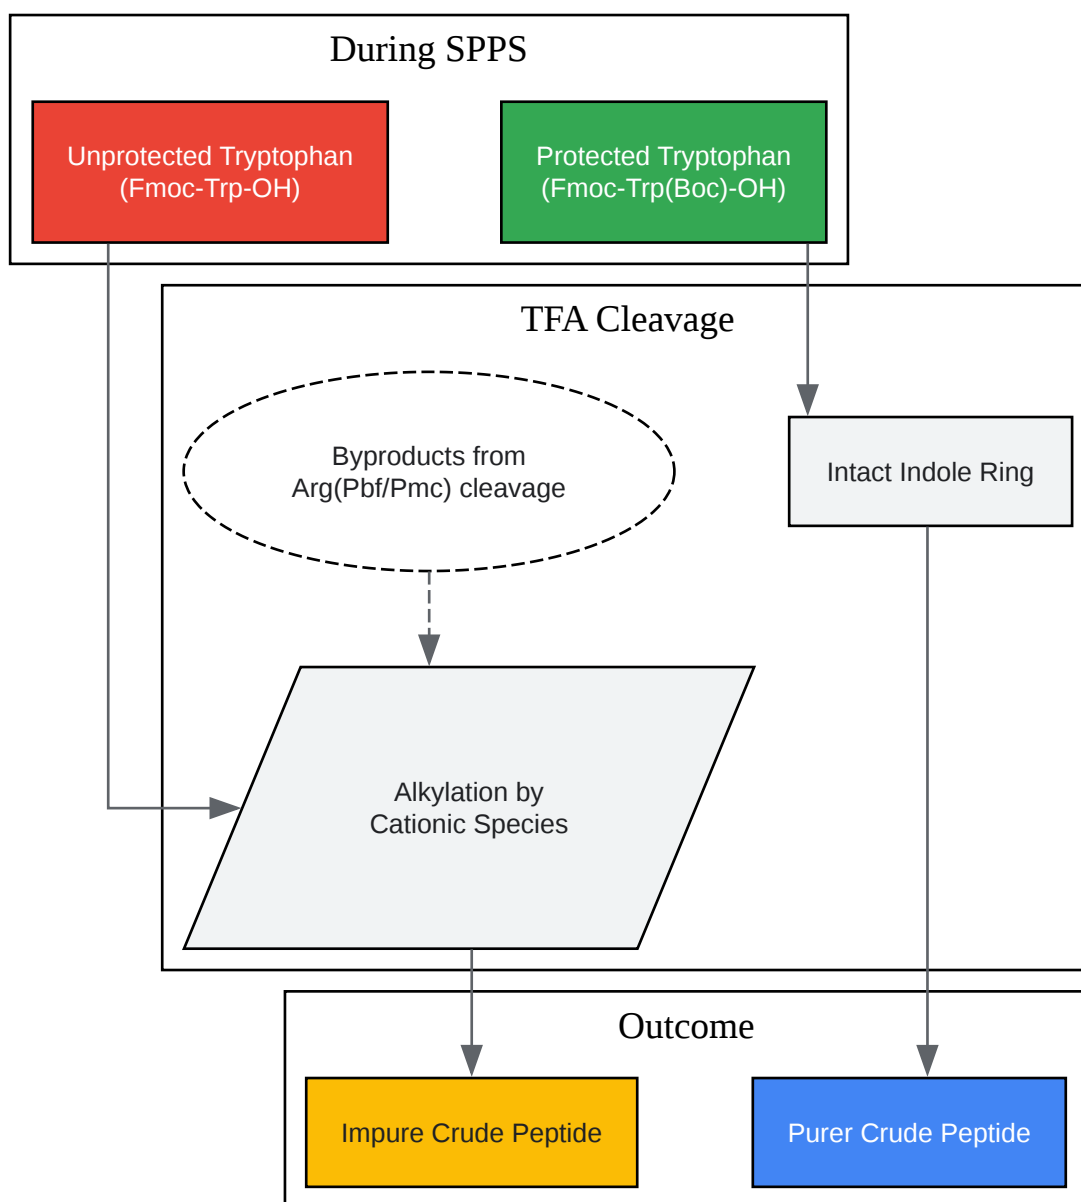 During SPPS
Unprotected Tryptophan
(Fmoc-Trp-OH)
Protected Tryptophan
(Fmoc-Trp(Boc)-OH)
TFA Cleavage
Byproducts from
Arg(Pbf/Pmc) cleavage
Intact Indole Ring
Alkylation by
Cationic Species
Outcome
Impure Crude Peptide
Purer Crude Peptide